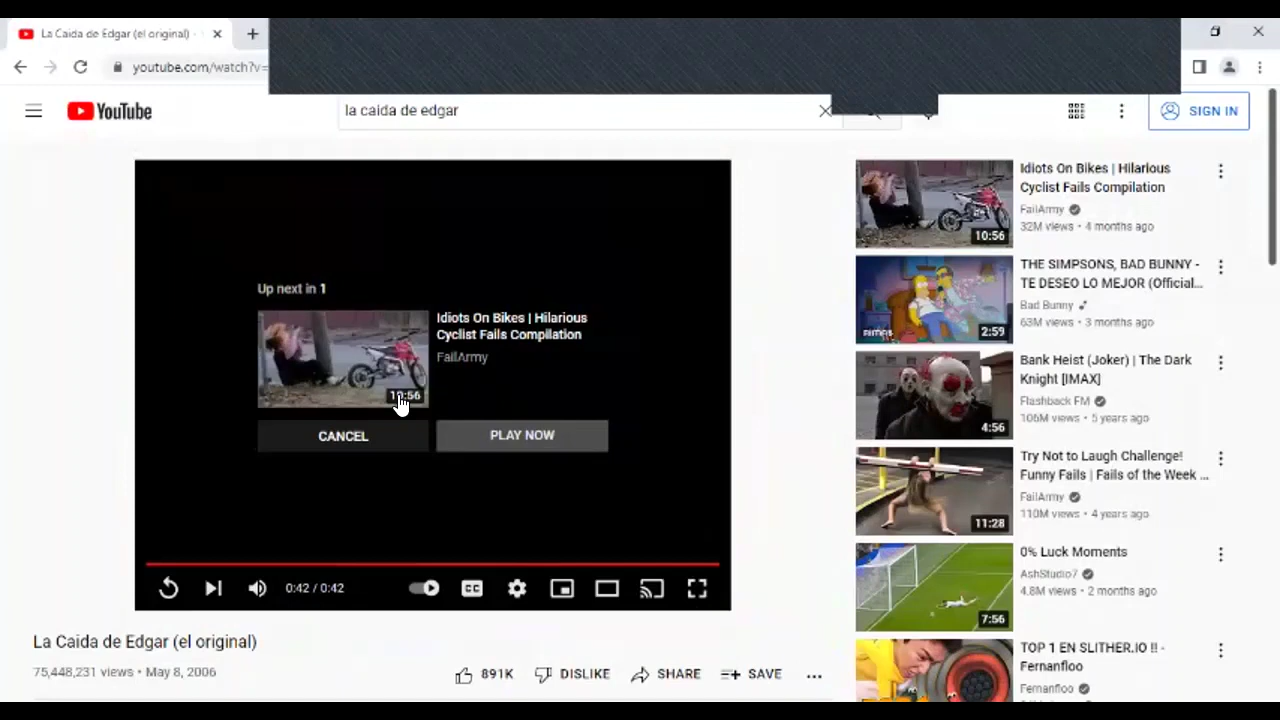 La Caida de Edgar (el original) -
youtube.com/watch?v=
YouTube
la caida de edgar
SIGN IN
Up next in 1
Idiots On Bikes | Hilarious
Cyclist Fails Compilation
FailArmy
10:56
CANCEL
PLAY NOW
0:42 / 0:42
CC
La Caida de Edgar (el original)
75,448,231 views • May 8, 2006
891K
DISLIKE
SHARE
SAVE
Idiots On Bikes | Hilarious
Cyclist Fails Compilation
FailArmy
32M views • 4 months ago
10:56
THE SIMPSONS, BAD BUNNY -
TE DESEO LO MEJOR (Official...
Bad Bunny
63M views • 3 months ago
RIMAS
2:59
Bank Heist (Joker) | The Dark
Knight [IMAX]
Flashback FM
106M views • 5 years ago
4:56
Try Not to Laugh Challenge!
Funny Fails | Fails of the Week ...
FailArmy
110M views • 4 years ago
11:28
0% Luck Moments
AshStudio7
4.8M views • 2 months ago
7:56
TOP 1 EN SLITHER.IO !! -
Fernanfloo
Fernanfloo